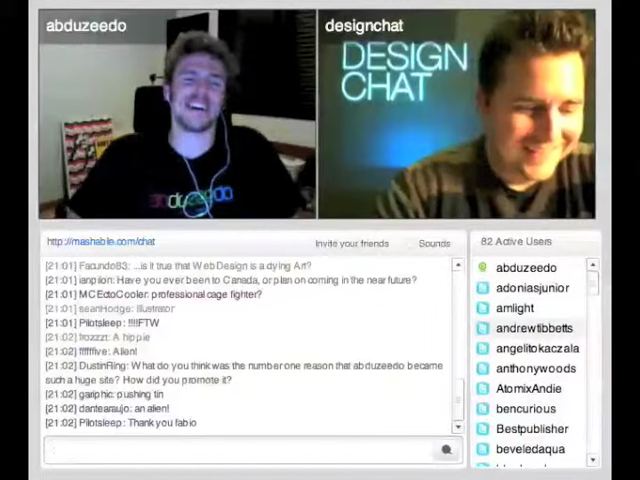 abduzeedo
designchat
DESIGN
CHAT
abduzeedo
http://mashable.com/chat
Invite your friends
Sounds
82 Active Users
[21:01] Facundo83: ...is it true that Web Design is a dying Art?
[21:01] ianplion: Have you ever been to Canada, or plan on coming in the near future?
[21:01] MCEctoCooler: professional cage fighter?
[21:01] seanHodge: Illustrator
[21:01] Pilotsleep: !!!!FTW
[21:02] frozzzt: A hippie
[21:02] ffffffive: Alien!
[21:02] DustinRing: What do you think was the number one reason that abduzeedo became
such a huge site? How did you promote it?
[21:02] gariphic: pushing tin
[21:02] dantearaujo: an alien!
[21:02] Pilotsleep: Thank you fabio
abduzeedo
adoniasjunior
amlight
andrewtibbetts
angelitokaczala
anthonywoods
AtomixAndie
bencurious
Bestpublisher
beveledaqua